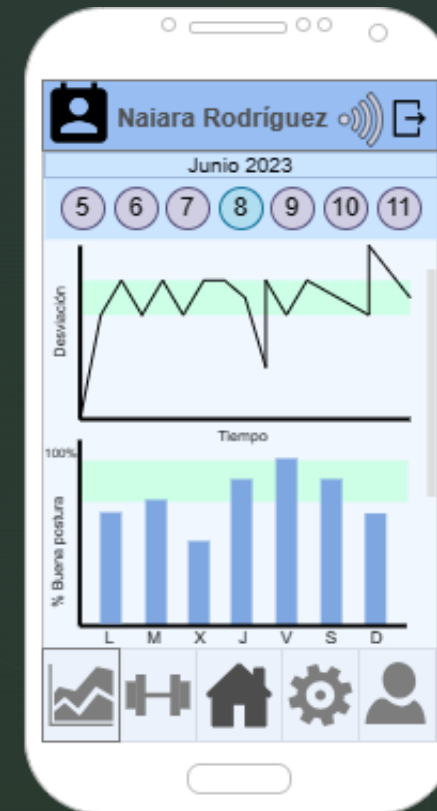 Naiara Rodríguez
Junio 2023
5 6 7 8 9 10 11
Desviación
Tiempo
100%
% Buena postura
L M X J V S D